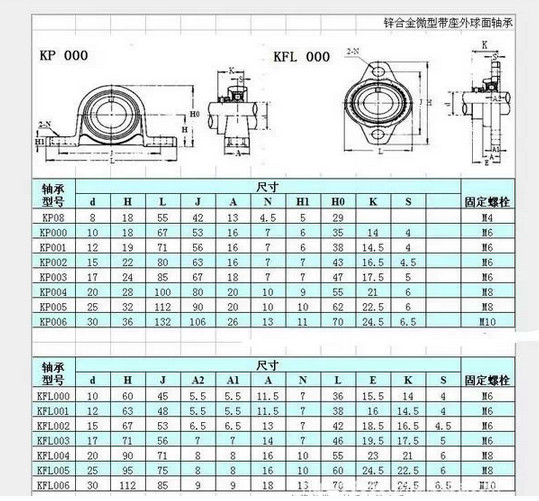 锌合金微型带座外球面轴承
KP 000
KFL 000
2-N
K
S
H0
H
H1
J
L
d
A
2-N
K
S
H
J
L
d
A2
A1
A
E
轴承型号 尺寸 固定螺栓
d H L J A N H1 H0 K S
KP08 8 18 55 42 13 4.5 5 29 M4
KP000 10 18 67 53 16 7 6 35 14 4 M6
KP001 12 19 71 56 16 7 6 38 14.5 4 M6
KP002 15 22 80 63 16 7 7 43 16.5 4.5 M6
KP003 17 24 85 67 18 7 7 47 17.5 5 M6
KP004 20 28 100 80 20 10 9 55 21 6 M8
KP005 25 32 112 90 20 10 10 62 22.5 6 M8
KP006 30 36 132 106 26 13 11 70 24.5 6.5 M10
轴承型号 尺寸 固定螺栓
d H J A2 A1 A N L E K S
KFL000 10 60 45 5.5 5.5 11.5 7 36 15.5 14 4 M6
KFL001 12 63 48 5.5 5.5 11.5 7 38 16 14.5 4 M6
KFL002 15 67 53 6.5 6.5 13 7 42 18.5 16.5 4.5 M6
KFL003 17 71 56 7 7 14 7 46 19.5 17.5 5 M6
KFL004 20 90 71 8 8 16 10 55 23 21 6 M8
KFL005 25 95 75 8 8 16 10 60 24.5 22.5 6 M8
KFL006 30 112 85 9 9 18 13 70 27 24.5 6.5 M10